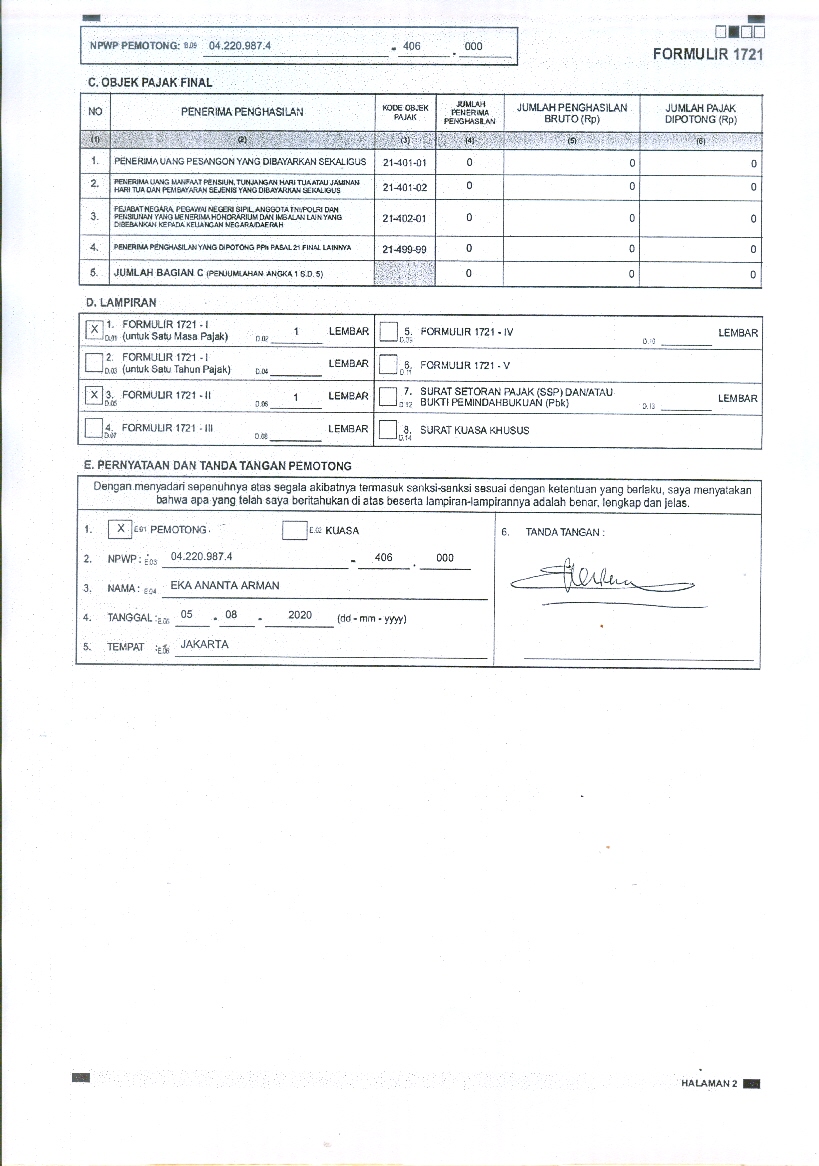 NPWP PEMOTONG: B.09 04.220.987.4 - 406 . 000
FORMULIR 1721
C. OBJEK PAJAK FINAL
NO PENERIMA PENGHASILAN KODE OBJEK PAJAK JUMLAH PENERIMA PENGHASILAN JUMLAH PENGHASILAN BRUTO (Rp) JUMLAH PAJAK DIPOTONG (Rp)
(1) (2) (3) (4) (5) (6)
1. PENERIMA UANG PESANGON YANG DIBAYARKAN SEKALIGUS 21-401-01 0 0 0
2. PENERIMA UANG MANFAAT PENSIUN, TUNJANGAN HARI TUA ATAU JAMINAN HARI TUA DAN PEMBAYARAN SEJENIS YANG DIBAYARKAN SEKALIGUS 21-401-02 0 0 0
3. PEJABAT NEGARA, PEGAWAI NEGERI SIPIL, ANGGOTA TNI/POLRI DAN PENSIUNAN YANG MENERIMA HONORARIUM DAN IMBALAN LAIN YANG DIBEBANKAN KEPADA KEUANGAN NEGARA/DAERAH 21-402-01 0 0 0
4. PENERIMA PENGHASILAN YANG DIPOTONG PPh PASAL 21 FINAL LAINNYA 21-499-99 0 0 0
5. JUMLAH BAGIAN C (PENJUMLAHAN ANGKA 1 S.D. 5) 0 0 0
D. LAMPIRAN
X D.01 1. FORMULIR 1721 - I (untuk Satu Masa Pajak) D.02 1 LEMBAR
D.03 2. FORMULIR 1721 - I (untuk Satu Tahun Pajak) D.04 LEMBAR
X D.05 3. FORMULIR 1721 - II D.06 1 LEMBAR
D.07 4. FORMULIR 1721 - III D.08 LEMBAR
D.09 5. FORMULIR 1721 - IV D.10 LEMBAR
D.11 6. FORMULIR 1721 - V
D.12 7. SURAT SETORAN PAJAK (SSP) DAN/ATAU BUKTI PEMINDAHBUKUAN (Pbk) D.13 LEMBAR
D.14 8. SURAT KUASA KHUSUS
E. PERNYATAAN DAN TANDA TANGAN PEMOTONG
Dengan menyadari sepenuhnya atas segala akibatnya termasuk sanksi-sanksi sesuai dengan ketentuan yang berlaku, saya menyatakan
bahwa apa yang telah saya beritahukan di atas beserta lampiran-lampirannya adalah benar, lengkap dan jelas.
1. X E.01 PEMOTONG E.02 KUASA
2. NPWP : E.03 04.220.987.4 - 406 . 000
3. NAMA : E.04 EKA ANANTA ARMAN
4. TANGGAL : E.05 05 - 08 - 2020 (dd - mm - yyyy)
5. TEMPAT : E.06 JAKARTA
6. TANDA TANGAN :
HALAMAN 2